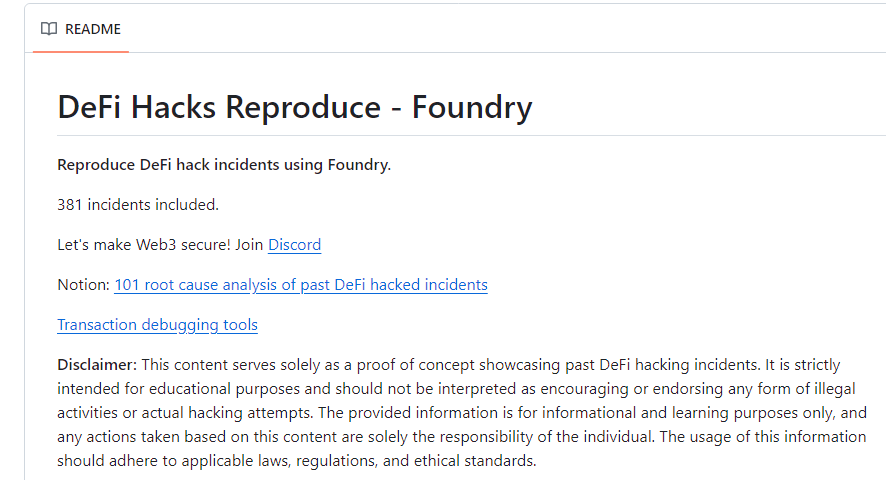 README
DeFi Hacks Reproduce - Foundry
Reproduce DeFi hack incidents using Foundry.
381 incidents included.
Let's make Web3 secure! Join Discord
Notion: 101 root cause analysis of past DeFi hacked incidents
Transaction debugging tools
Disclaimer: This content serves solely as a proof of concept showcasing past DeFi hacking incidents. It is strictly
intended for educational purposes and should not be interpreted as encouraging or endorsing any form of illegal
activities or actual hacking attempts. The provided information is for informational and learning purposes only, and
any actions taken based on this content are solely the responsibility of the individual. The usage of this information
should adhere to applicable laws, regulations, and ethical standards.